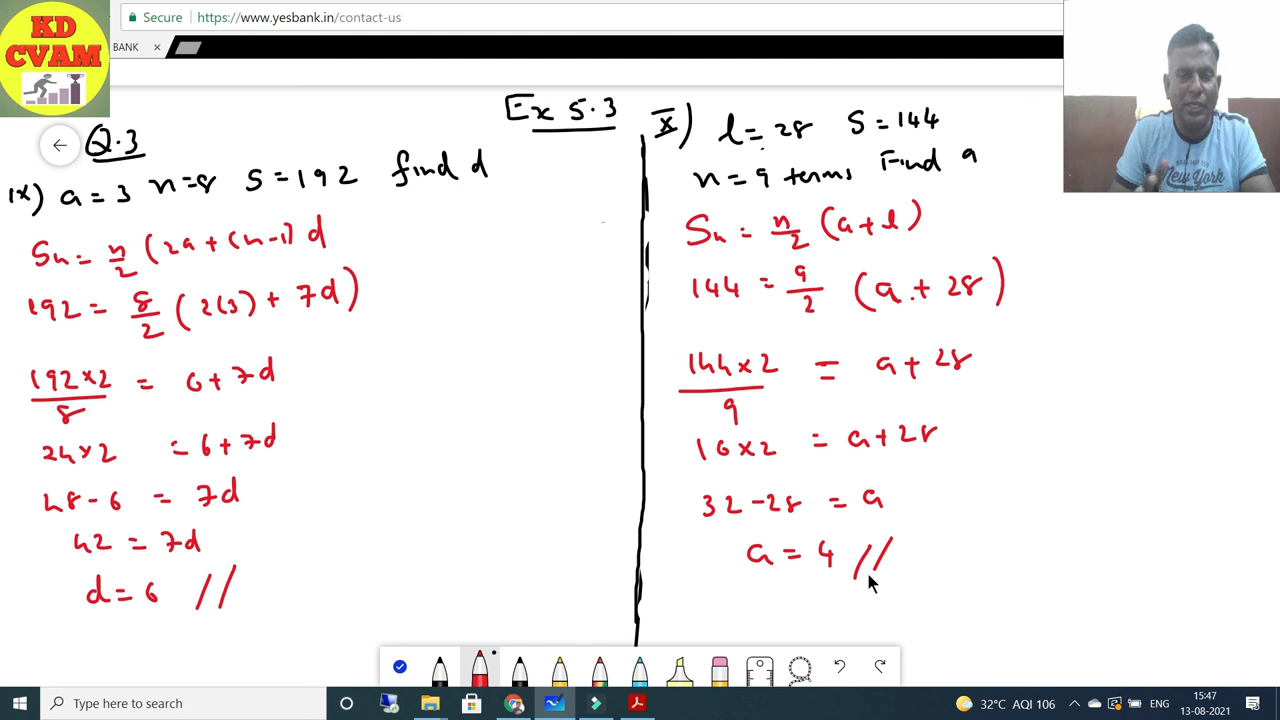 KD
CVAM
Secure
https://www.yesbank.in/contact-us
BANK
Ex 5.3
Q.3
ix) a = 3 n=8 S = 192 find d
Sn = n/2 (2a + (n-1) d
192 = 8/2 (2(3) + 7d)
192×2/8 = 6 + 7d
24×2 = 6 + 7d
48 - 6 = 7d
42 = 7d
d = 6 //
x) l = 28 S = 144
n = 9 terms Find a
Sn = n/2 (a + l)
144 = 9/2 (a + 28)
144×2/9 = a + 28
16×2 = a + 28
32 - 28 = a
a = 4 //
NEW YORK
Type here to search
32°C AQI 106
ENG
15:47
13-08-2021